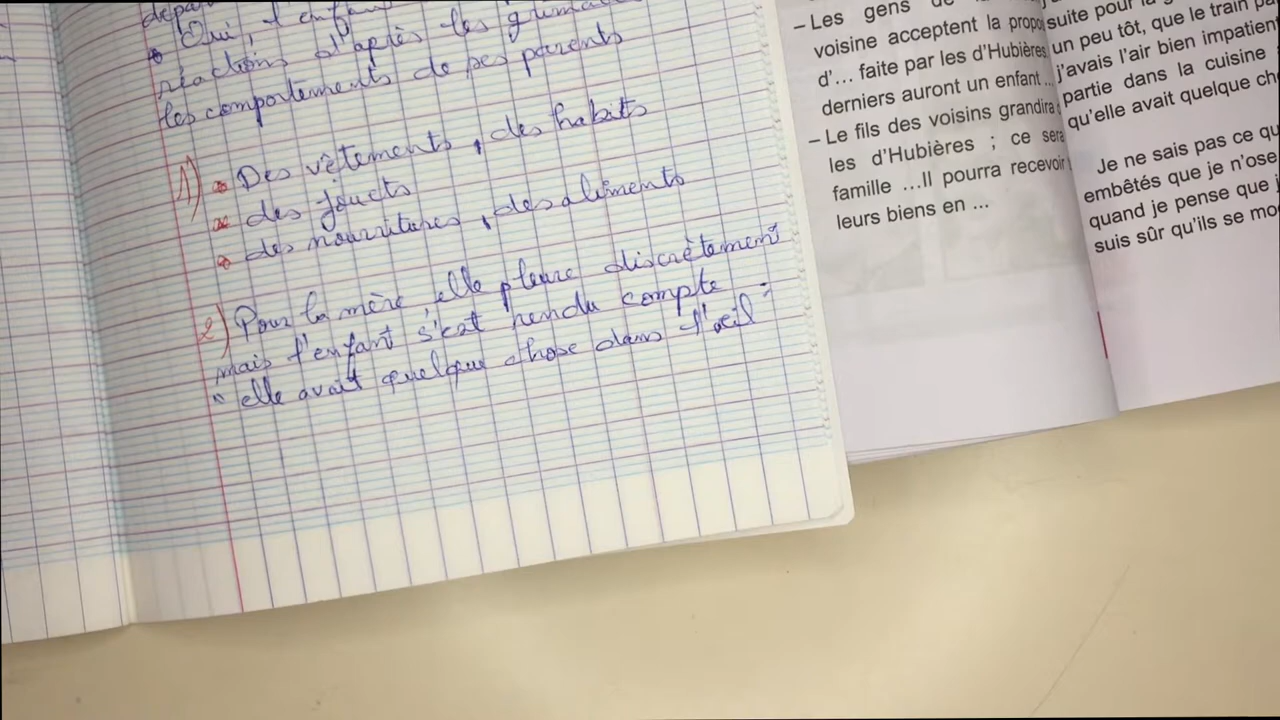 Oui, l'enfant
réactions d'après les
les comportements de ses parents
1) Des vêtements, des habits
des jouets
des nourritures, des aliments
2) Pour la mère, elle pleure discrètement
mais l'enfant s'est rendu compte
" elle avait quelque chose dans l'œil "
– Les gens de
voisine acceptent la propo
d'... faite par les d'Hubières
derniers auront un enfant ...
– Le fils des voisins grandira
les d'Hubières ; ce sera
famille ...Il pourra recevoir
leurs biens en ...
suite pour la
un peu tôt, que le train pa
j'avais l'air bien impatient
partie dans la cuisine
qu'elle avait quelque ch
Je ne sais pas ce qu
embêtés que je n'ose
quand je pense que j
suis sûr qu'ils se mo